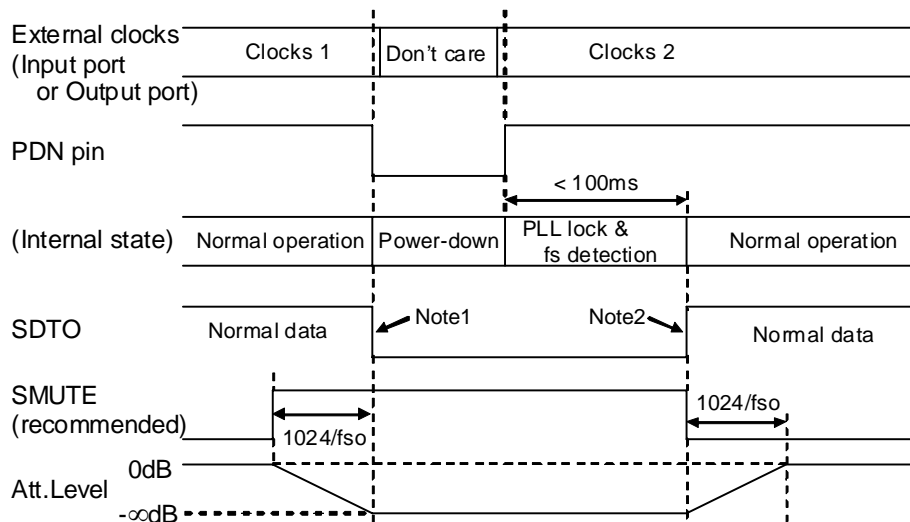 External clocks
(Input port
or Output port)
Clocks 1
Don't care
Clocks 2
PDN pin
< 100ms
(Internal state)
Normal operation
Power-down
PLL lock &
fs detection
Normal operation
SDTO
Normal data
Note1
Note2
Normal data
SMUTE
(recommended)
1024/fso
1024/fso
0dB
Att.Level
-∞dB